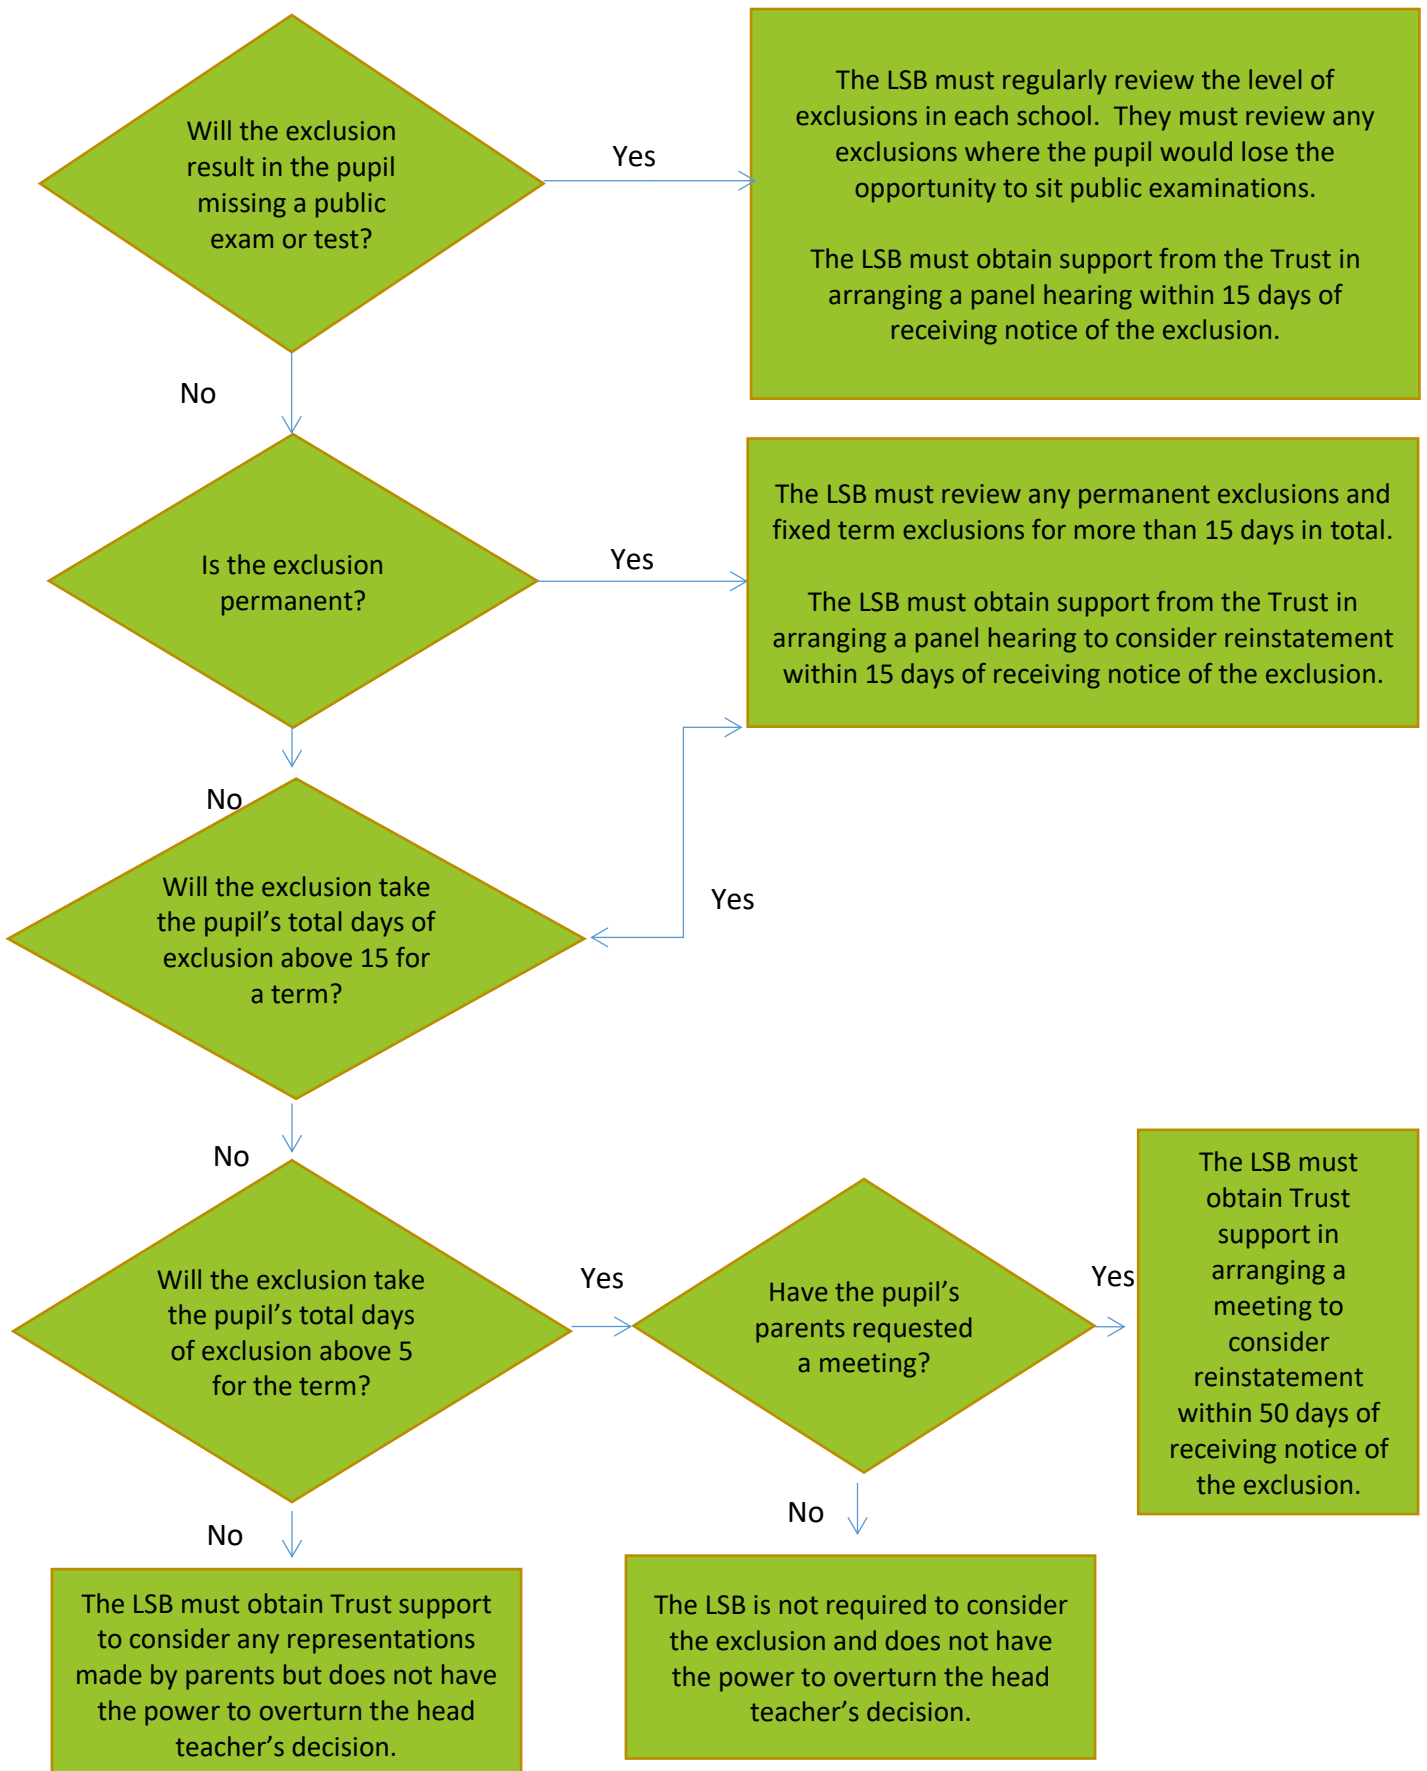 Will the exclusion
result in the pupil
missing a public
exam or test?
Yes
The LSB must regularly review the level of
exclusions in each school.  They must review any
exclusions where the pupil would lose the
opportunity to sit public examinations.
The LSB must obtain support from the Trust in
arranging a panel hearing within 15 days of
receiving notice of the exclusion.
No
Is the exclusion
permanent?
Yes
The LSB must review any permanent exclusions and
fixed term exclusions for more than 15 days in total.
The LSB must obtain support from the Trust in
arranging a panel hearing to consider reinstatement
within 15 days of receiving notice of the exclusion.
No
Will the exclusion take
the pupil’s total days of
exclusion above 15 for
a term?
Yes
No
Will the exclusion take
the pupil’s total days
of exclusion above 5
for the term?
Yes
Have the pupil’s
parents requested
a meeting?
Yes
The LSB must
obtain Trust
support in
arranging a
meeting to
consider
reinstatement
within 50 days of
receiving notice of
the exclusion.
No
The LSB must obtain Trust support
to consider any representations
made by parents but does not have
the power to overturn the head
teacher’s decision.
No
The LSB is not required to consider
the exclusion and does not have
the power to overturn the head
teacher’s decision.